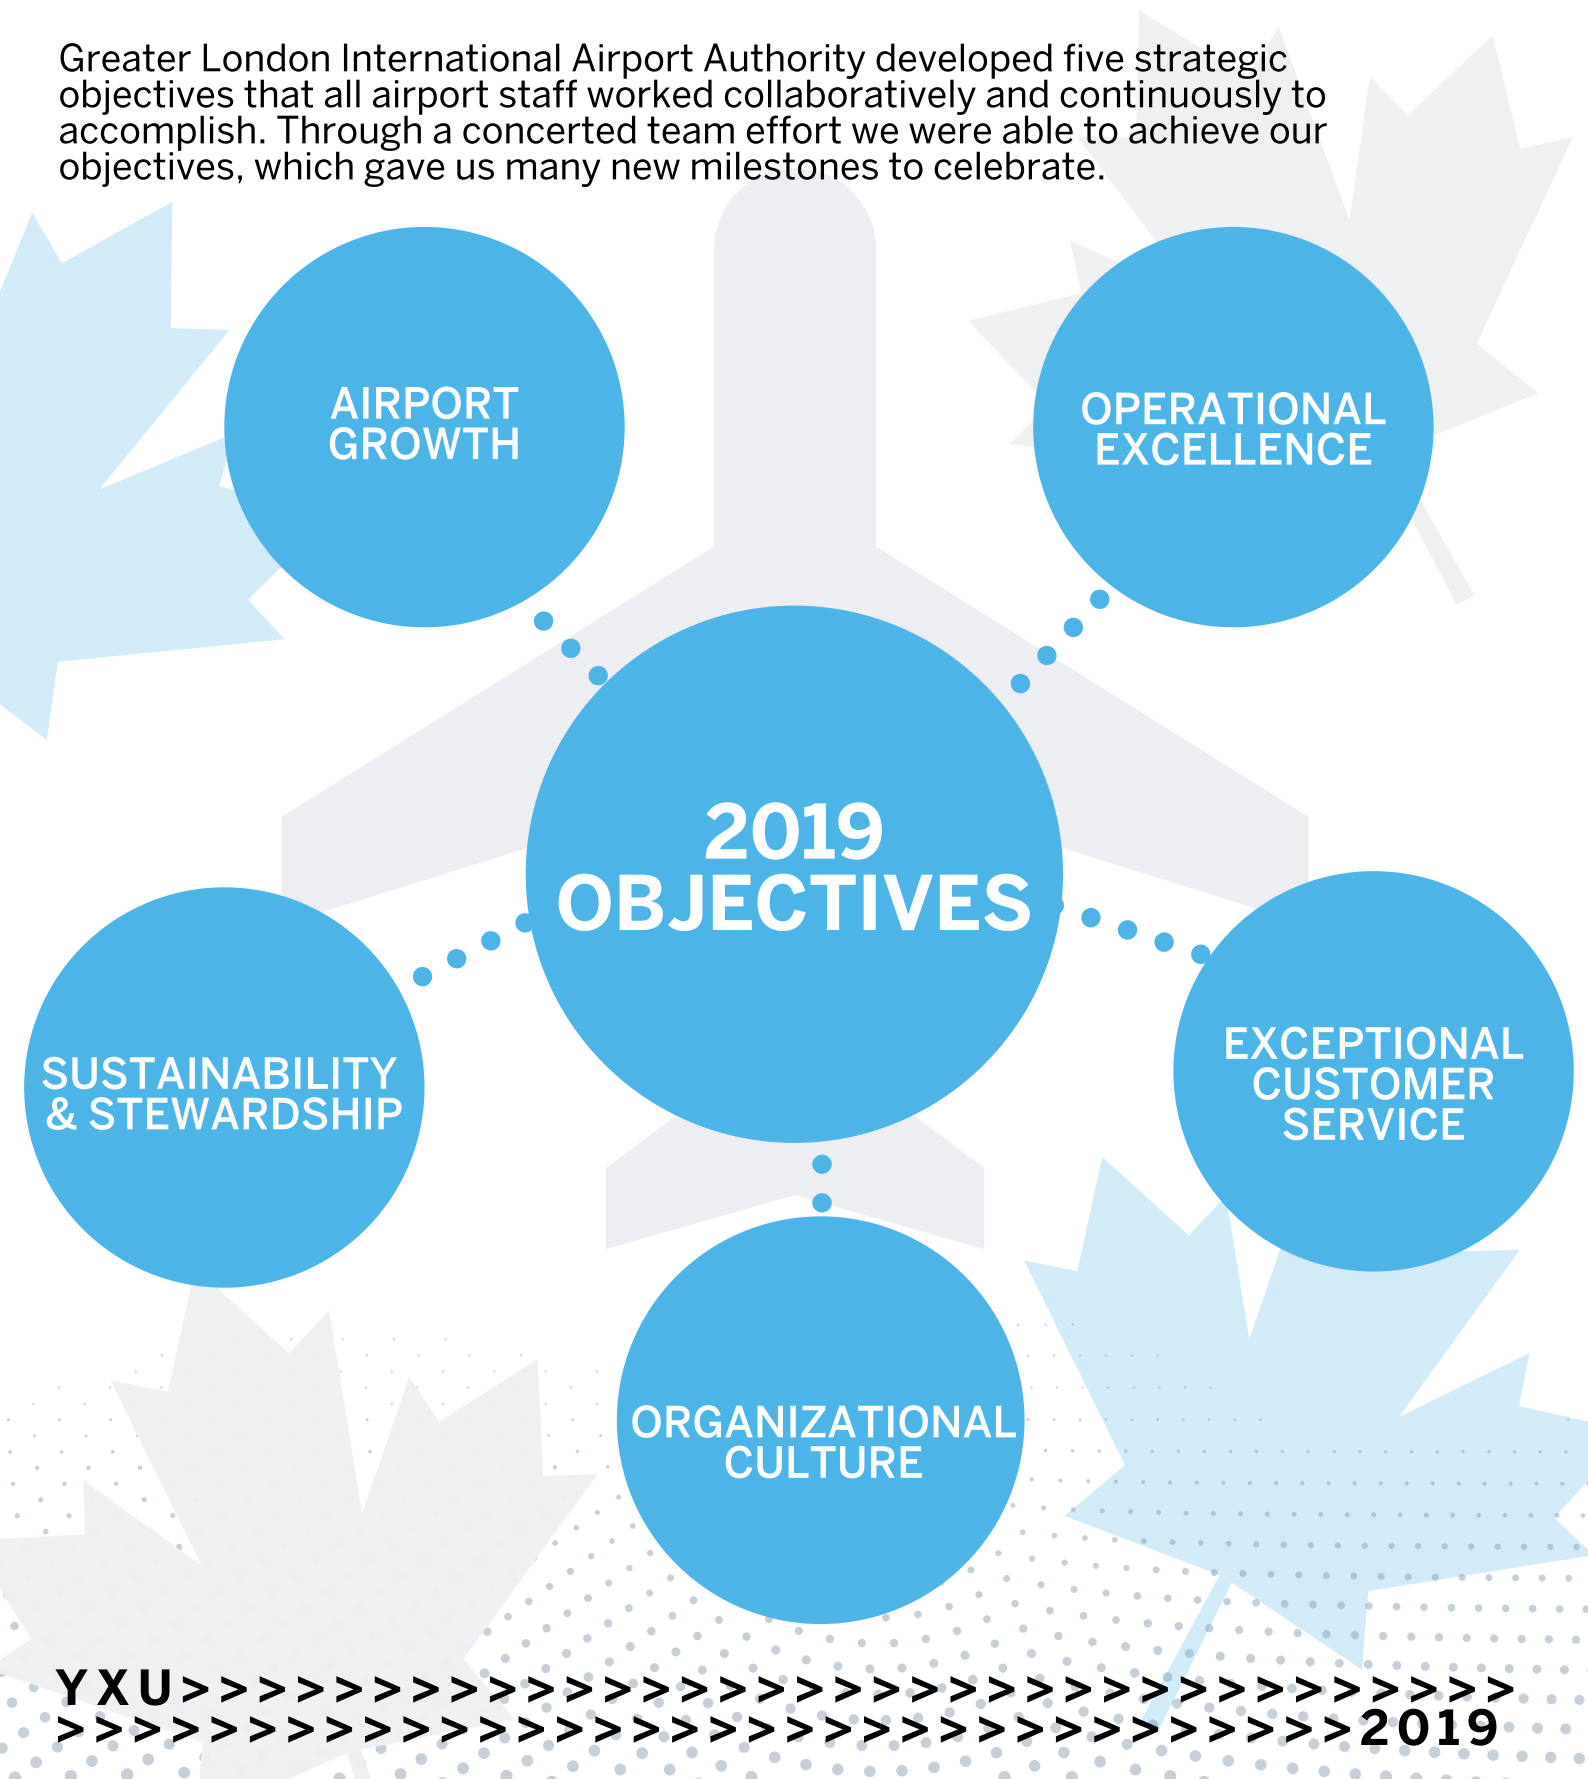 Greater London International Airport Authority developed five strategic
objectives that all airport staff worked collaboratively and continuously to
accomplish. Through a concerted team effort we were able to achieve our
objectives, which gave us many new milestones to celebrate.
AIRPORT
GROWTH
OPERATIONAL
EXCELLENCE
2019
OBJECTIVES
SUSTAINABILITY
& STEWARDSHIP
EXCEPTIONAL
CUSTOMER
SERVICE
ORGANIZATIONAL
CULTURE
YXU>>>>>>>>>>>>>>>>>>>>>>>>>>>>>>>>>>>
>>>>>>>>>>>>>>>>>>>>>>>>>>>>>>>>>>2019